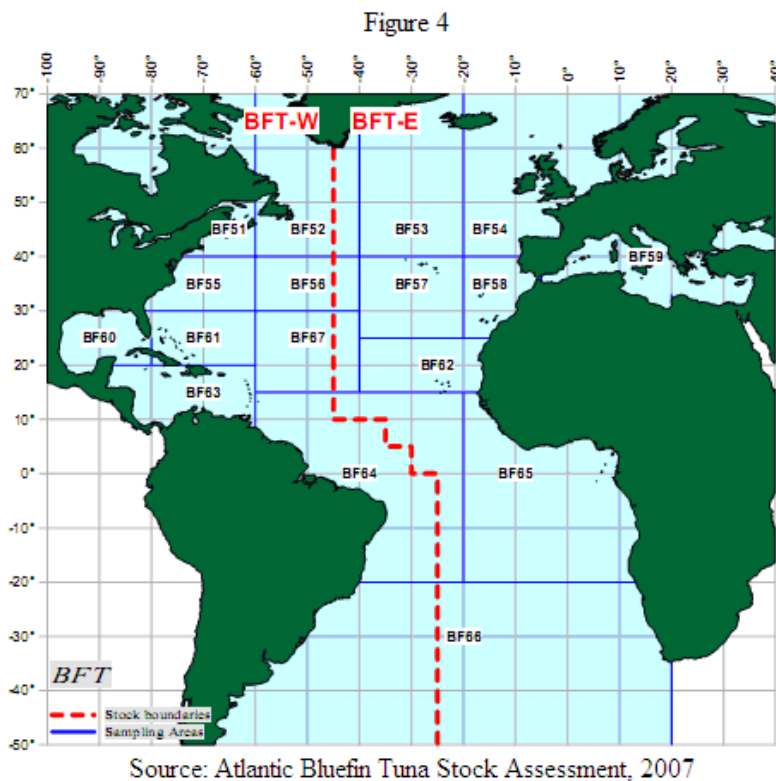 Figure 4
-100 -90° -80° -70° -60° -50° -40° -30° -20° -10° 0° 10° 20° 30° 40°
70°
BFT-W BFT-E
60°
50°
BF51 BF52 BF53 BF54
40°
BF59
BF55 BF56 BF57 BF58
30°
BF60 BF61 BF67
20°
BF62
BF63
10°
0°
BF64 BF65
-10°
-20°
-30°
BF66
BFT
-40°
Stock boundaries
Sampling Areas
-50°
Source: Atlantic Bluefin Tuna Stock Assessment, 2007